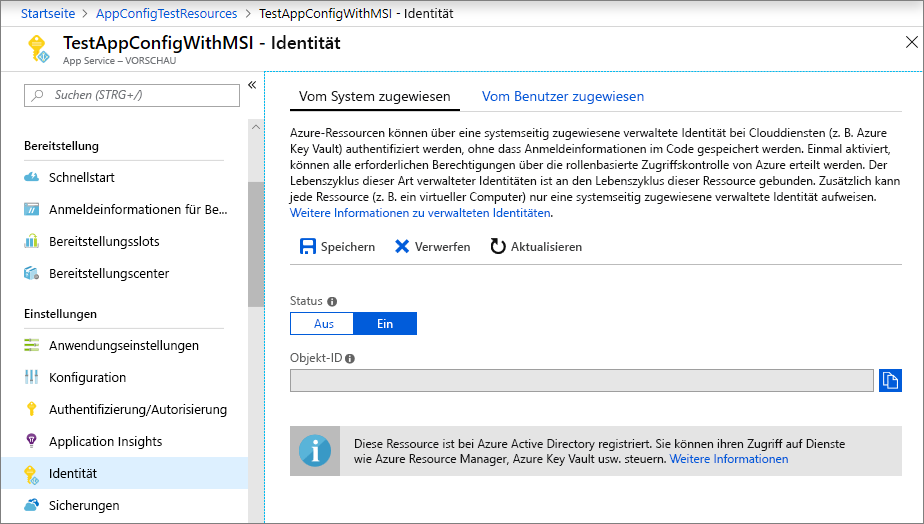 Startseite > AppConfigTestResources > TestAppConfigWithMSI - Identität
TestAppConfigWithMSI - Identität
App Service – VORSCHAU
Suchen (STRG+/)
Bereitstellung
Schnellstart
Anmeldeinformationen für Be...
Bereitstellungsslots
Bereitstellungscenter
Einstellungen
Anwendungseinstellungen
Konfiguration
Authentifizierung/Autorisierung
Application Insights
Identität
Sicherungen
Vom System zugewiesen Vom Benutzer zugewiesen
Azure-Ressourcen können über eine systemseitig zugewiesene verwaltete Identität bei Clouddiensten (z. B. Azure
Key Vault) authentifiziert werden, ohne dass Anmeldeinformationen im Code gespeichert werden. Einmal aktiviert,
können alle erforderlichen Berechtigungen über die rollenbasierte Zugriffskontrolle von Azure erteilt werden. Der
Lebenszyklus dieser Art verwalteter Identitäten ist an den Lebenszyklus dieser Ressource gebunden. Zusätzlich kann
jede Ressource (z. B. ein virtueller Computer) nur eine systemseitig zugewiesene verwaltete Identität aufweisen.
Weitere Informationen zu verwalteten Identitäten.
Speichern Verwerfen Aktualisieren
Status
Aus Ein
Objekt-ID
Diese Ressource ist bei Azure Active Directory registriert. Sie können ihren Zugriff auf Dienste
wie Azure Resource Manager, Azure Key Vault usw. steuern. Weitere Informationen